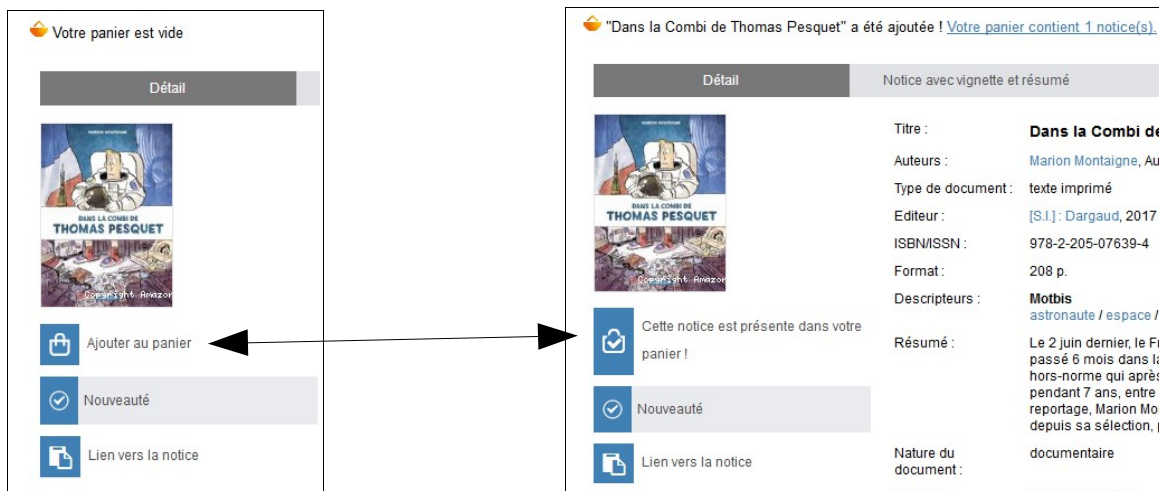 Votre panier est vide
Détail
MARION MONTAIGNE
DANS LA COMBI DE
THOMAS PESQUET
Copyright Amazon
Ajouter au panier
Nouveauté
Lien vers la notice
"Dans la Combi de Thomas Pesquet" a été ajoutée ! Votre panier contient 1 notice(s).
Détail
Notice avec vignette et résumé
MARION MONTAIGNE
DANS LA COMBI DE
THOMAS PESQUET
Copyright Amazon
Cette notice est présente dans votre
panier !
Nouveauté
Lien vers la notice
Titre : Dans la Combi de
Auteurs : Marion Montaigne, Au
Type de document : texte imprimé
Editeur : [S.l.] : Dargaud, 2017
ISBN/ISSN : 978-2-205-07639-4
Format : 208 p.
Descripteurs : Motbis
astronaute / espace /
Résumé : Le 2 juin dernier, le Fr
passé 6 mois dans la
hors-norme qui après
pendant 7 ans, entre
reportage, Marion Mo
depuis sa sélection, p
Nature du document : documentaire